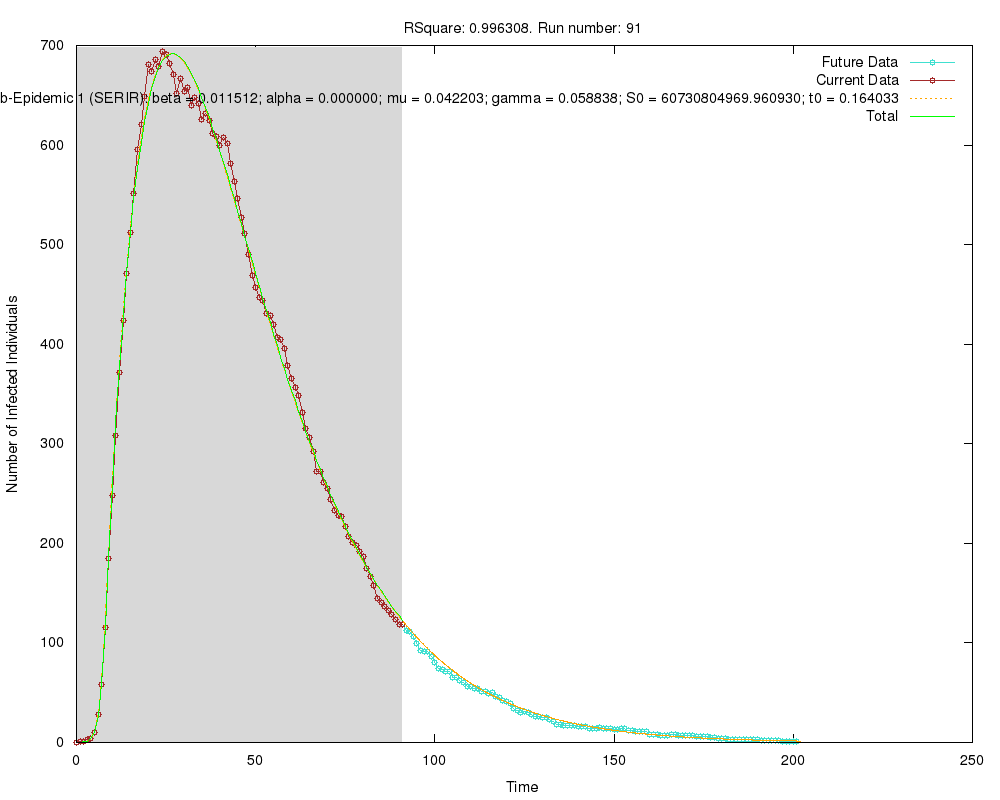 RSquare: 0.996308. Run number: 91
700
600
500
400
300
200
100
0
Number of Infected Individuals
Future Data
Current Data
b-Epidemic 1 (SERIR): beta = 0.011512; alpha = 0.000000; mu = 0.042203; gamma = 0.058838; S0 = 60730804969.960930; t0 = 0.164033
Total
0 50 100 150 200 250
Time